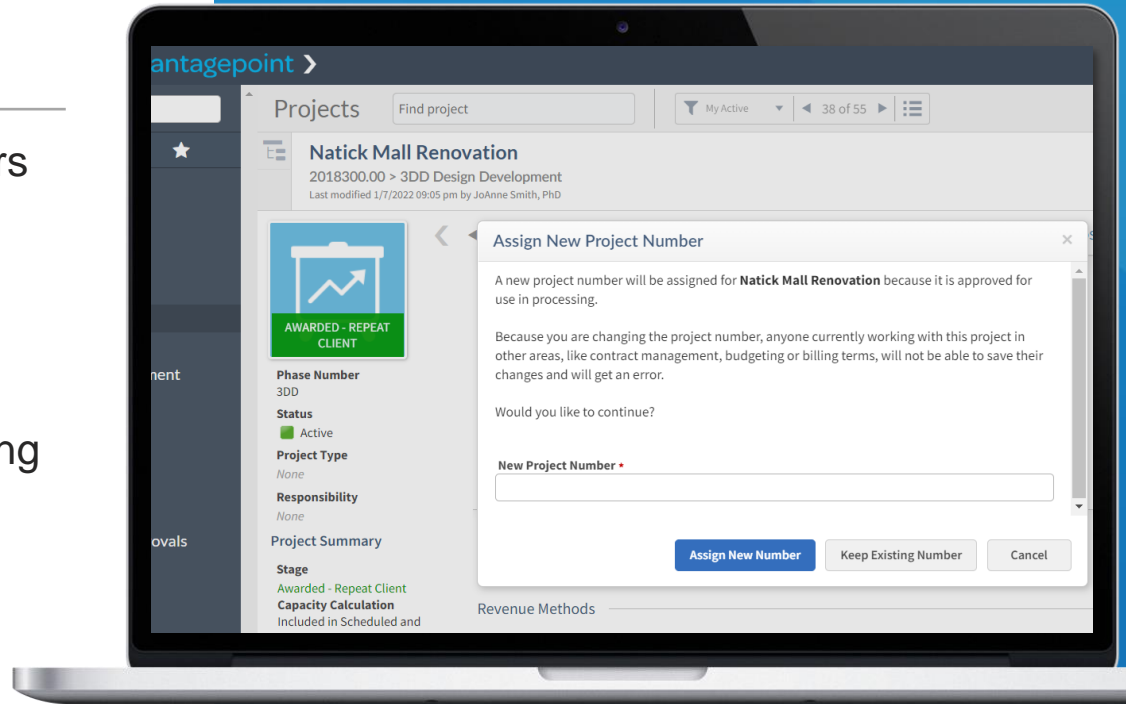 rs
ng
antagepoint
Projects
Find project
My Active
38 of 55
Natick Mall Renovation
2018300.00 > 3DD Design Development
Last modified 1/7/2022 09:05 pm by JoAnne Smith, PhD
AWARDED - REPEAT
CLIENT
Phase Number
3DD
Status
Active
Project Type
None
Responsibility
None
Project Summary
Stage
Awarded - Repeat Client
Capacity Calculation
Included in Scheduled and
nent
ovals
Assign New Project Number
A new project number will be assigned for Natick Mall Renovation because it is approved for
use in processing.
Because you are changing the project number, anyone currently working with this project in
other areas, like contract management, budgeting or billing terms, will not be able to save their
changes and will get an error.
Would you like to continue?
New Project Number •
Assign New Number
Keep Existing Number
Cancel
Revenue Methods